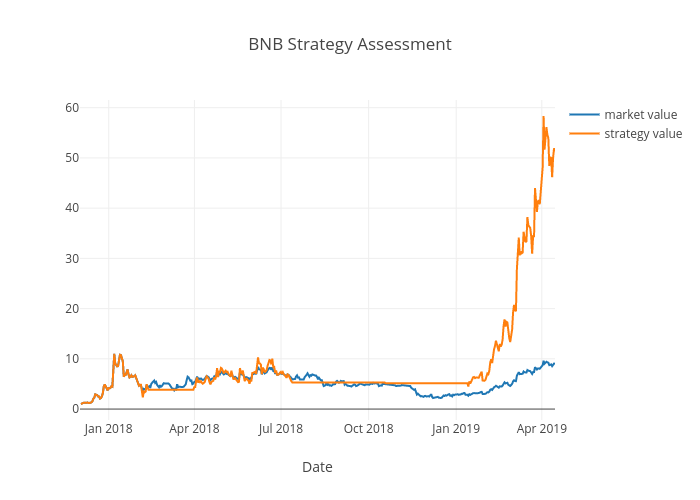 BNB Strategy Assessment
market value
strategy value
60
50
40
30
20
10
0
Jan 2018
Apr 2018
Jul 2018
Oct 2018
Jan 2019
Apr 2019
Date